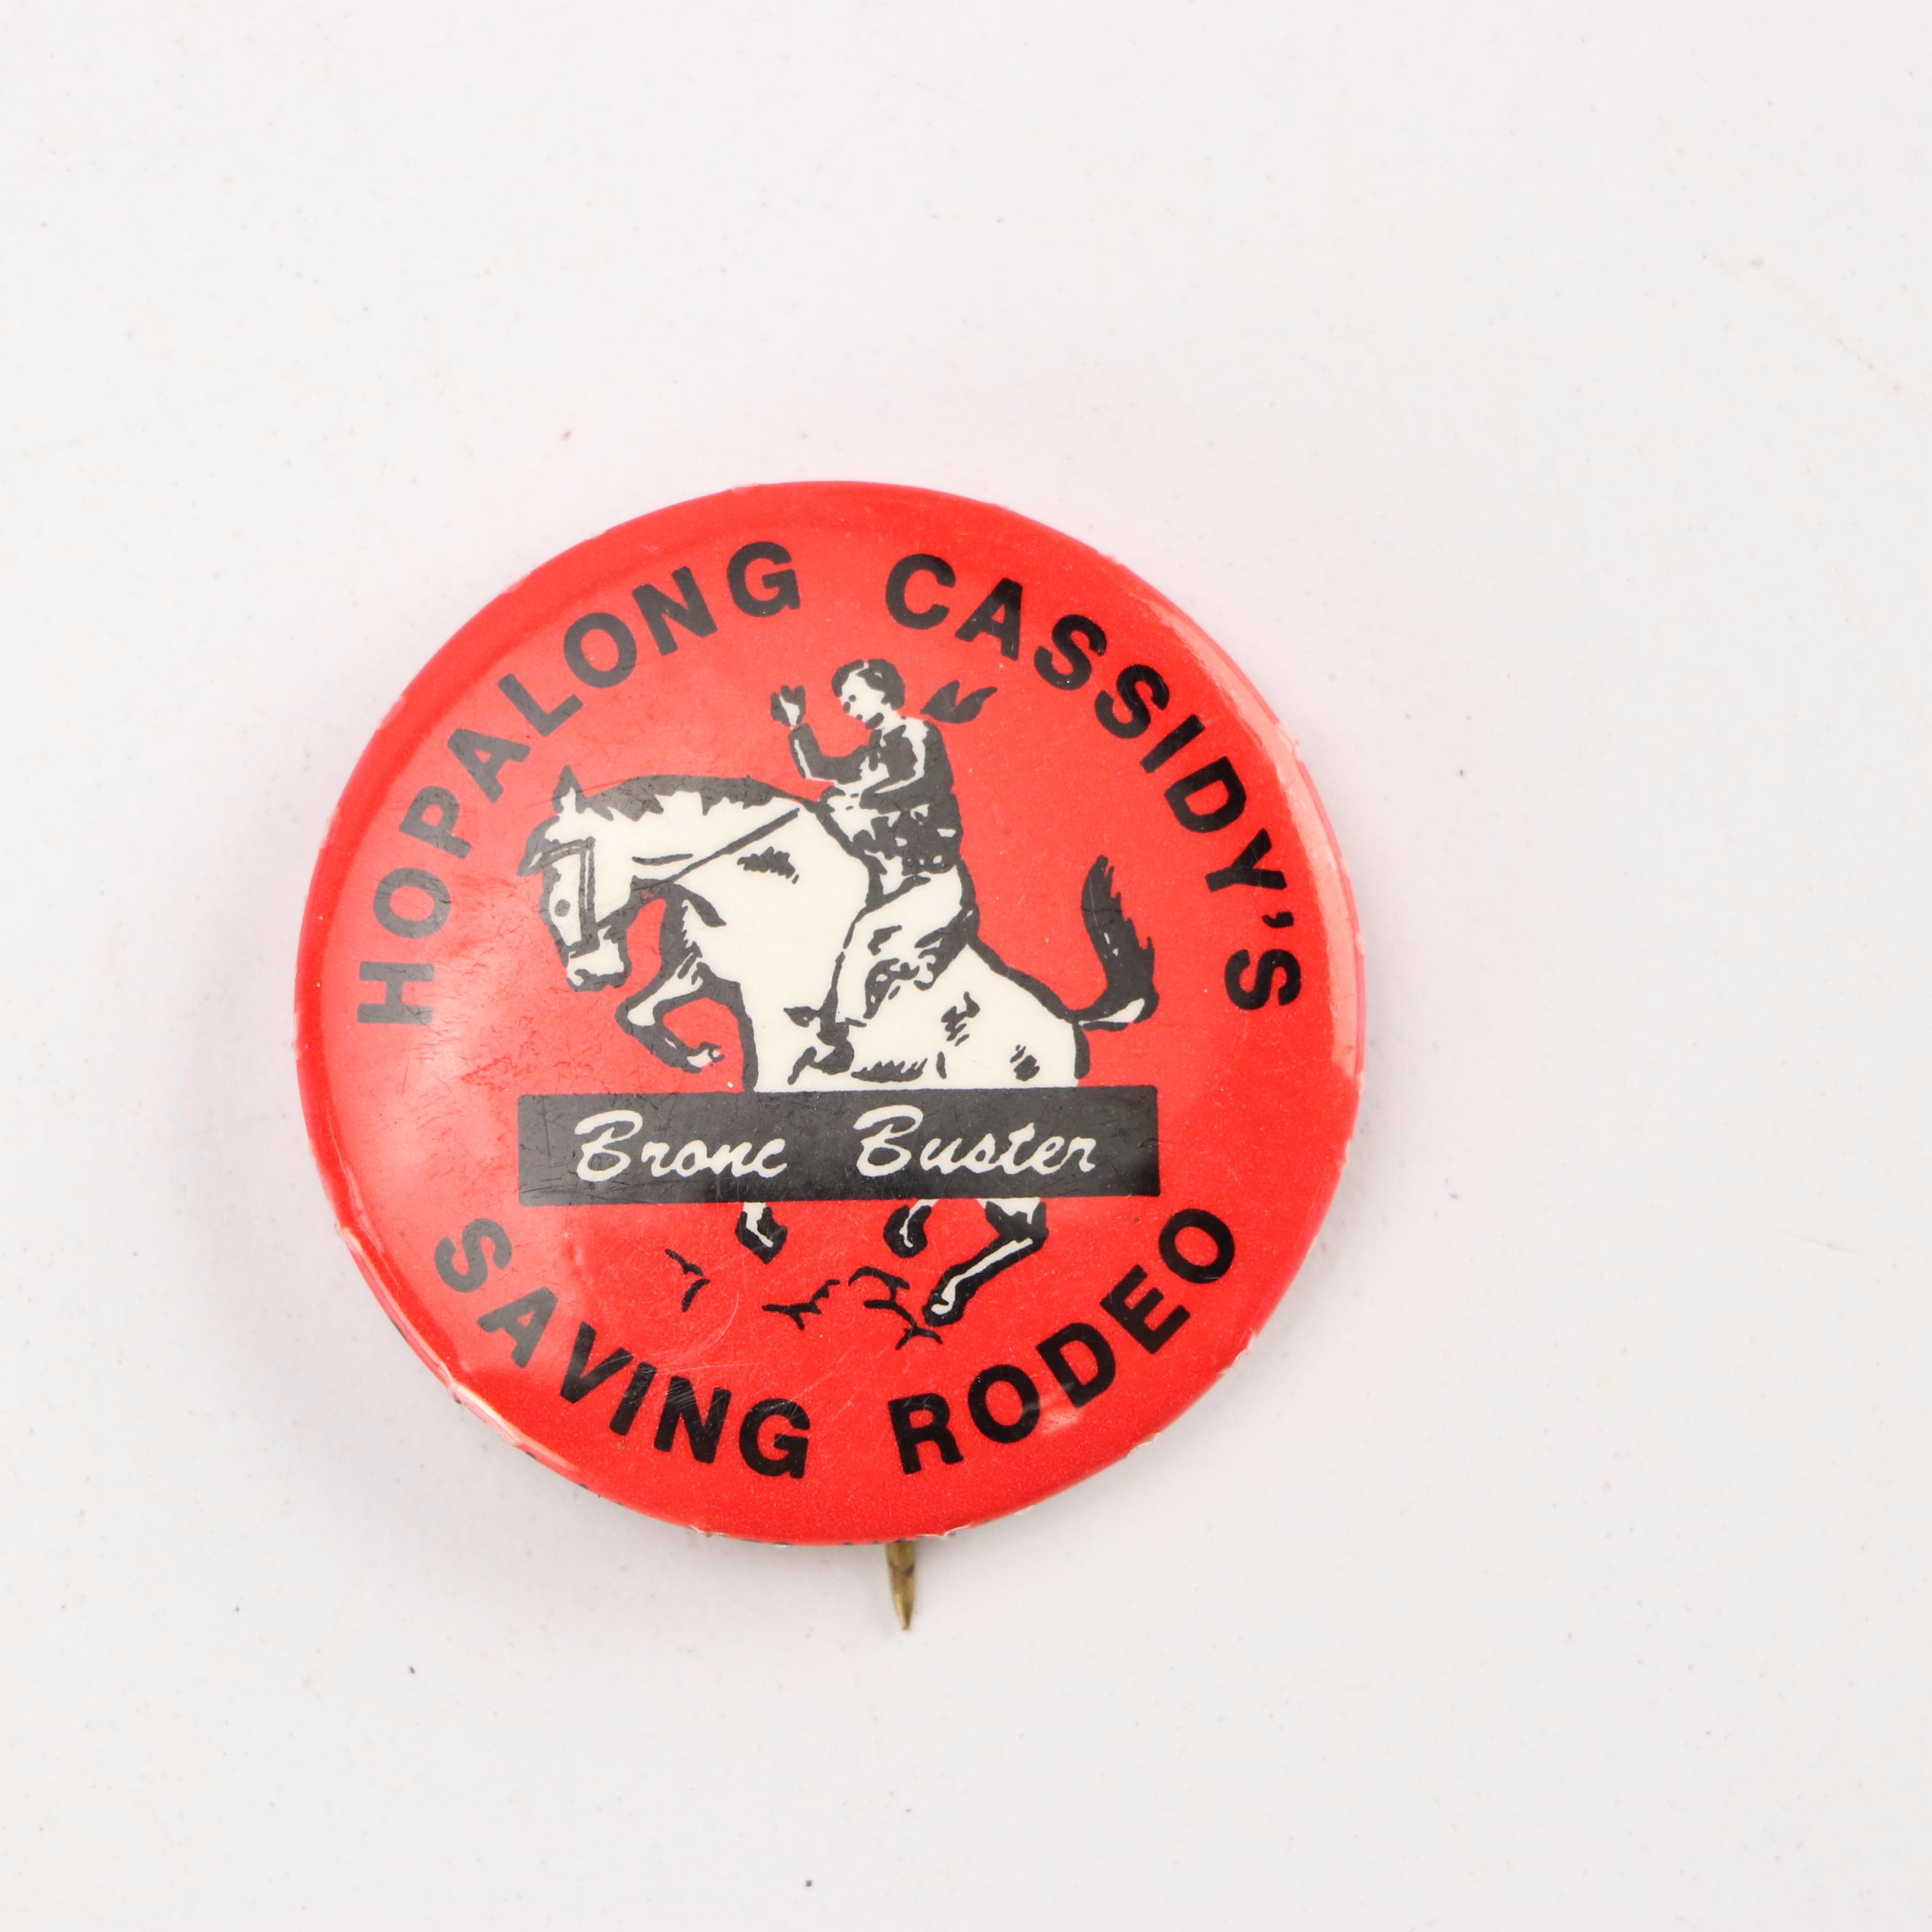 HOPALONG CASSIDY'S
Bronc Buster
SAVING RODEO